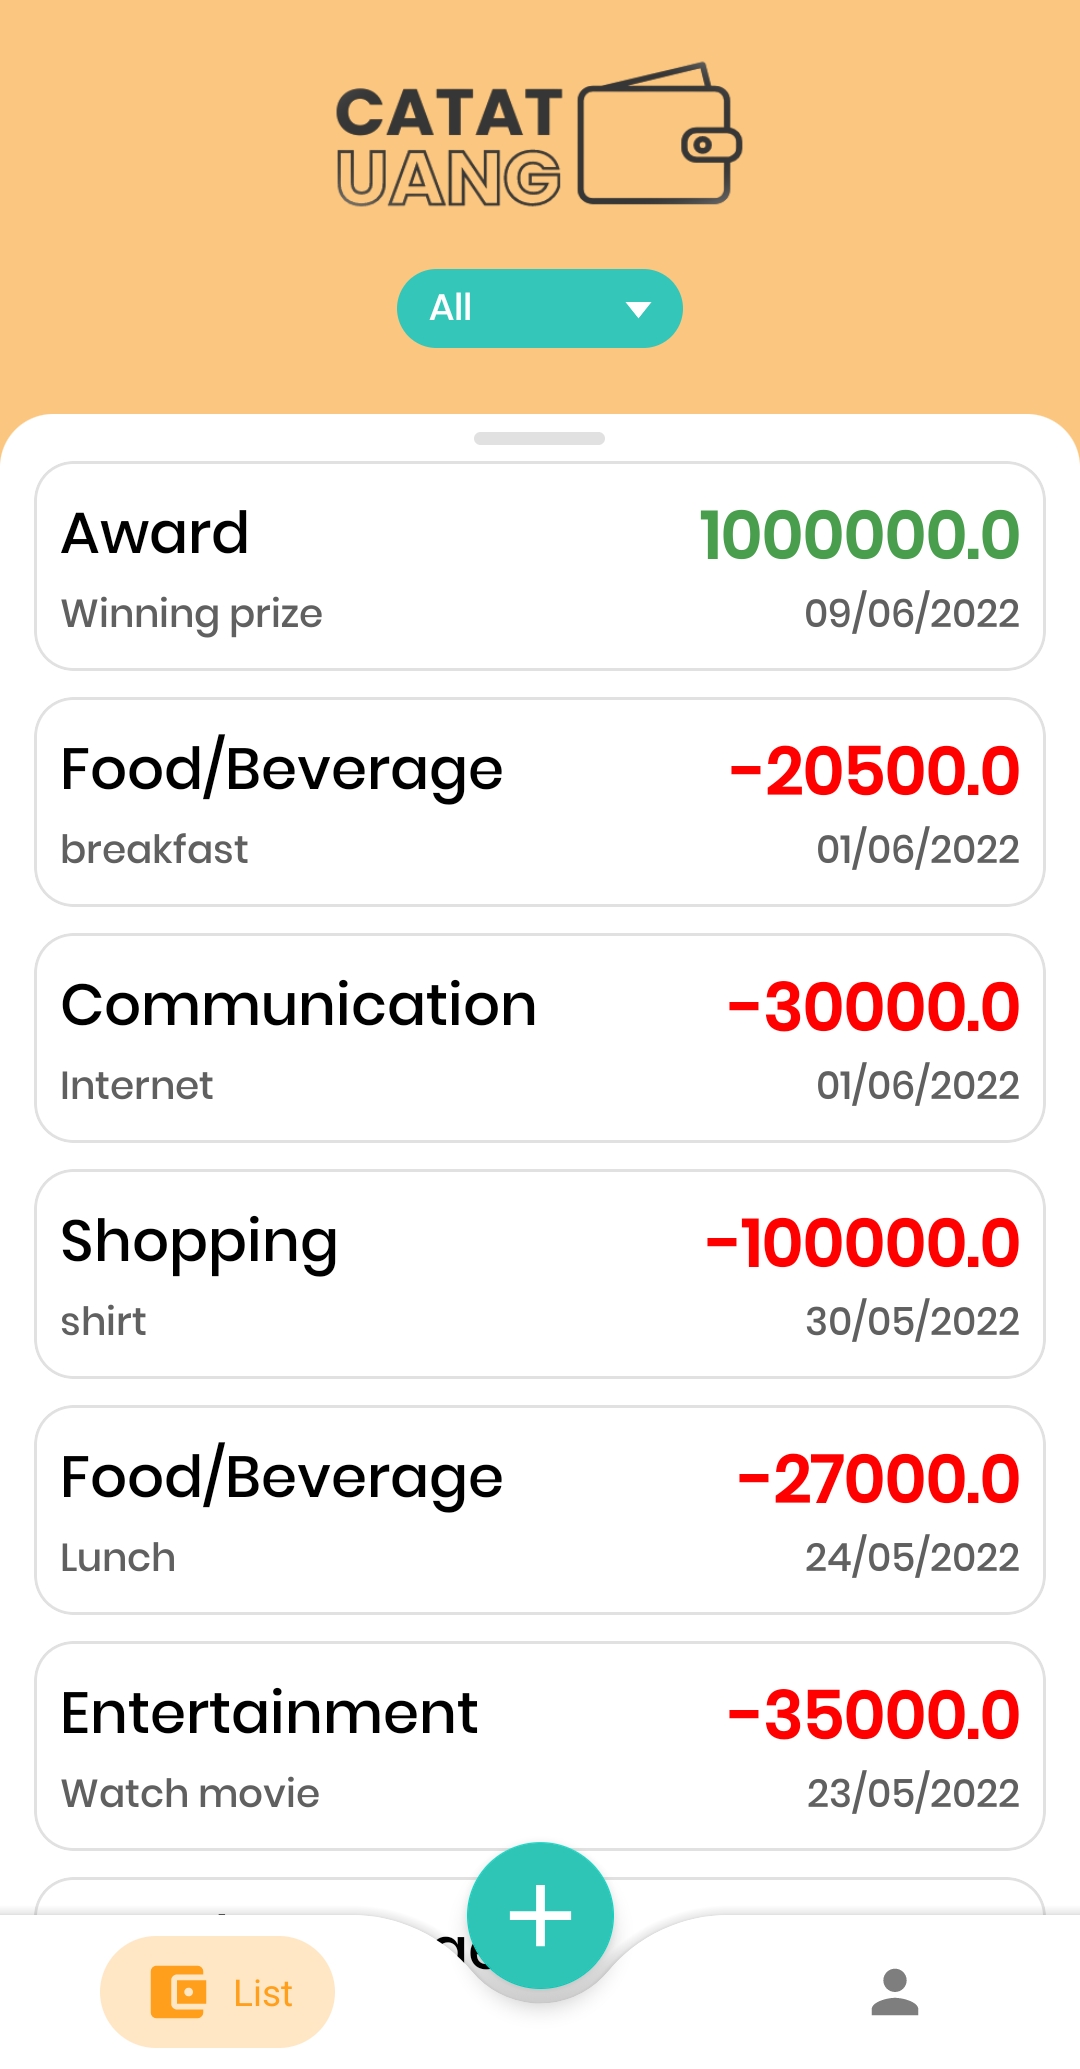 CATAT
UANG
All
Award 1000000.0
Winning prize 09/06/2022
Food/Beverage -20500.0
breakfast 01/06/2022
Communication -30000.0
Internet 01/06/2022
Shopping -100000.0
shirt 30/05/2022
Food/Beverage -27000.0
Lunch 24/05/2022
Entertainment -35000.0
Watch movie 23/05/2022
List